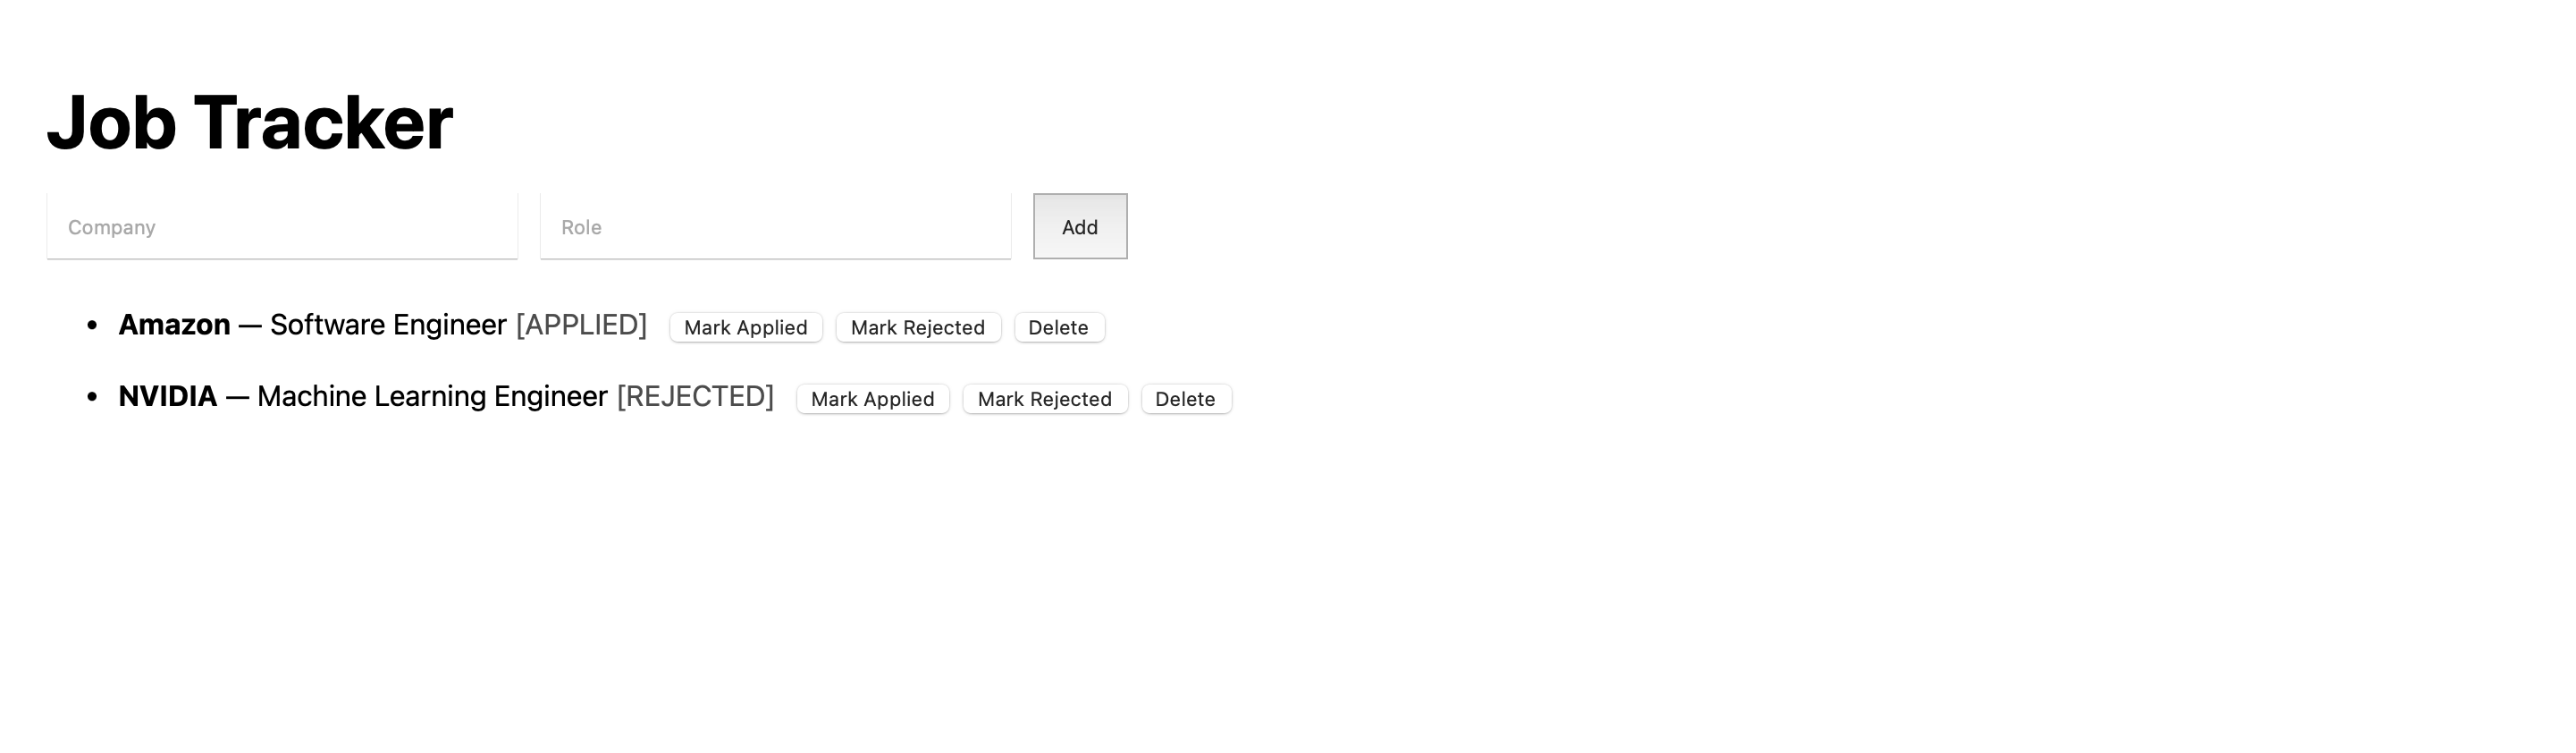 Job Tracker
Company Role Add
• Amazon — Software Engineer [APPLIED] Mark Applied Mark Rejected Delete
• NVIDIA — Machine Learning Engineer [REJECTED] Mark Applied Mark Rejected Delete